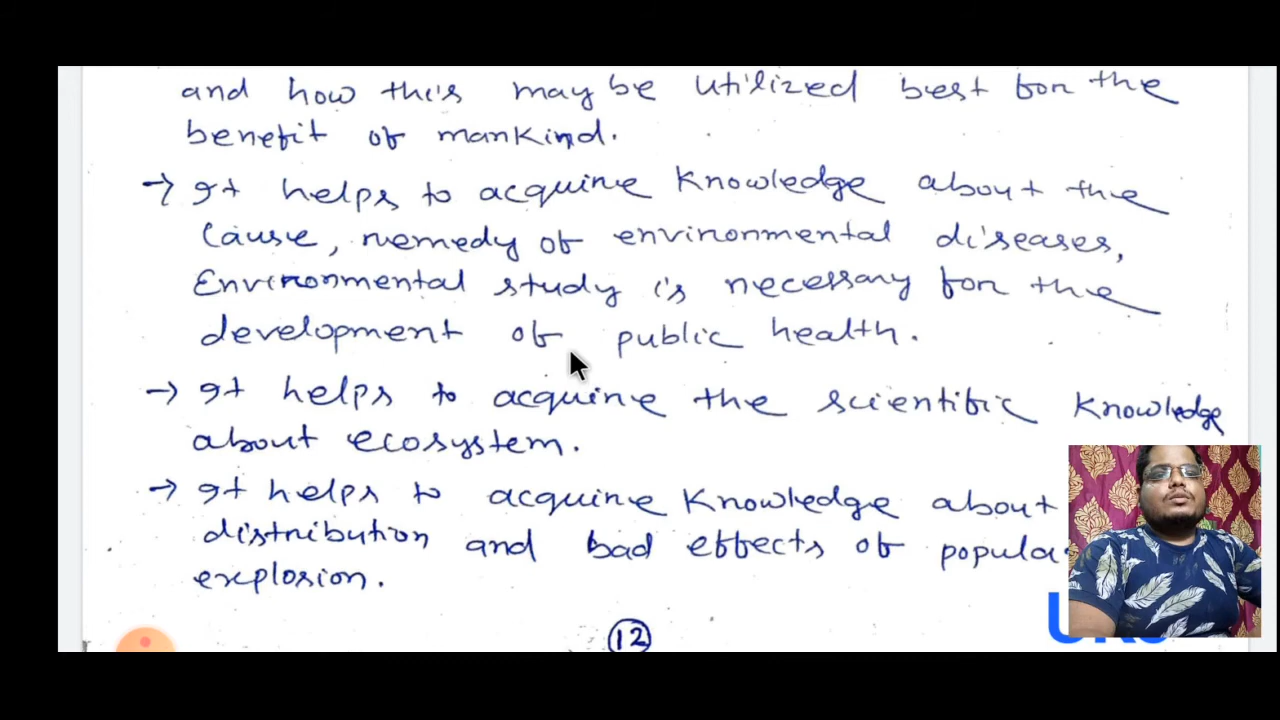 and how this may be utilized best for the
benefit of mankind.
→ It helps to acquire knowledge about the
Cause, remedy of environmental diseases,
Environmental study is necessary for the
development of public health.
→ It helps to acquire the scientific knowledge
about ecosystem.
→ It helps to acquire knowledge about
distribution and bad effects of popula
explosion.
12